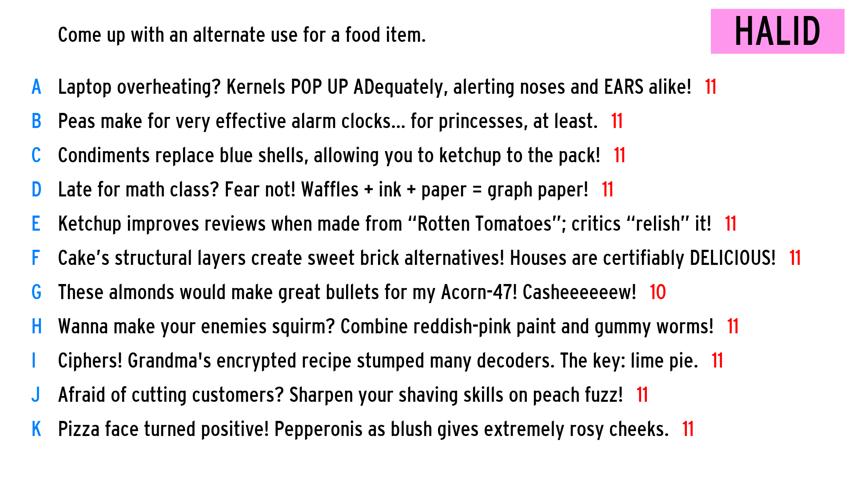 Come up with an alternate use for a food item.
HALID
A Laptop overheating? Kernels POP UP ADequately, alerting noses and EARS alike! 11
B Peas make for very effective alarm clocks... for princesses, at least. 11
C Condiments replace blue shells, allowing you to ketchup to the pack! 11
D Late for math class? Fear not! Waffles + ink + paper = graph paper! 11
E Ketchup improves reviews when made from “Rotten Tomatoes”; critics “relish” it! 11
F Cake’s structural layers create sweet brick alternatives! Houses are certifiably DELICIOUS! 11
G These almonds would make great bullets for my Acorn-47! Casheeeeeew! 10
H Wanna make your enemies squirm? Combine reddish-pink paint and gummy worms! 11
I Ciphers! Grandma's encrypted recipe stumped many decoders. The key: lime pie. 11
J Afraid of cutting customers? Sharpen your shaving skills on peach fuzz! 11
K Pizza face turned positive! Pepperonis as blush gives extremely rosy cheeks. 11